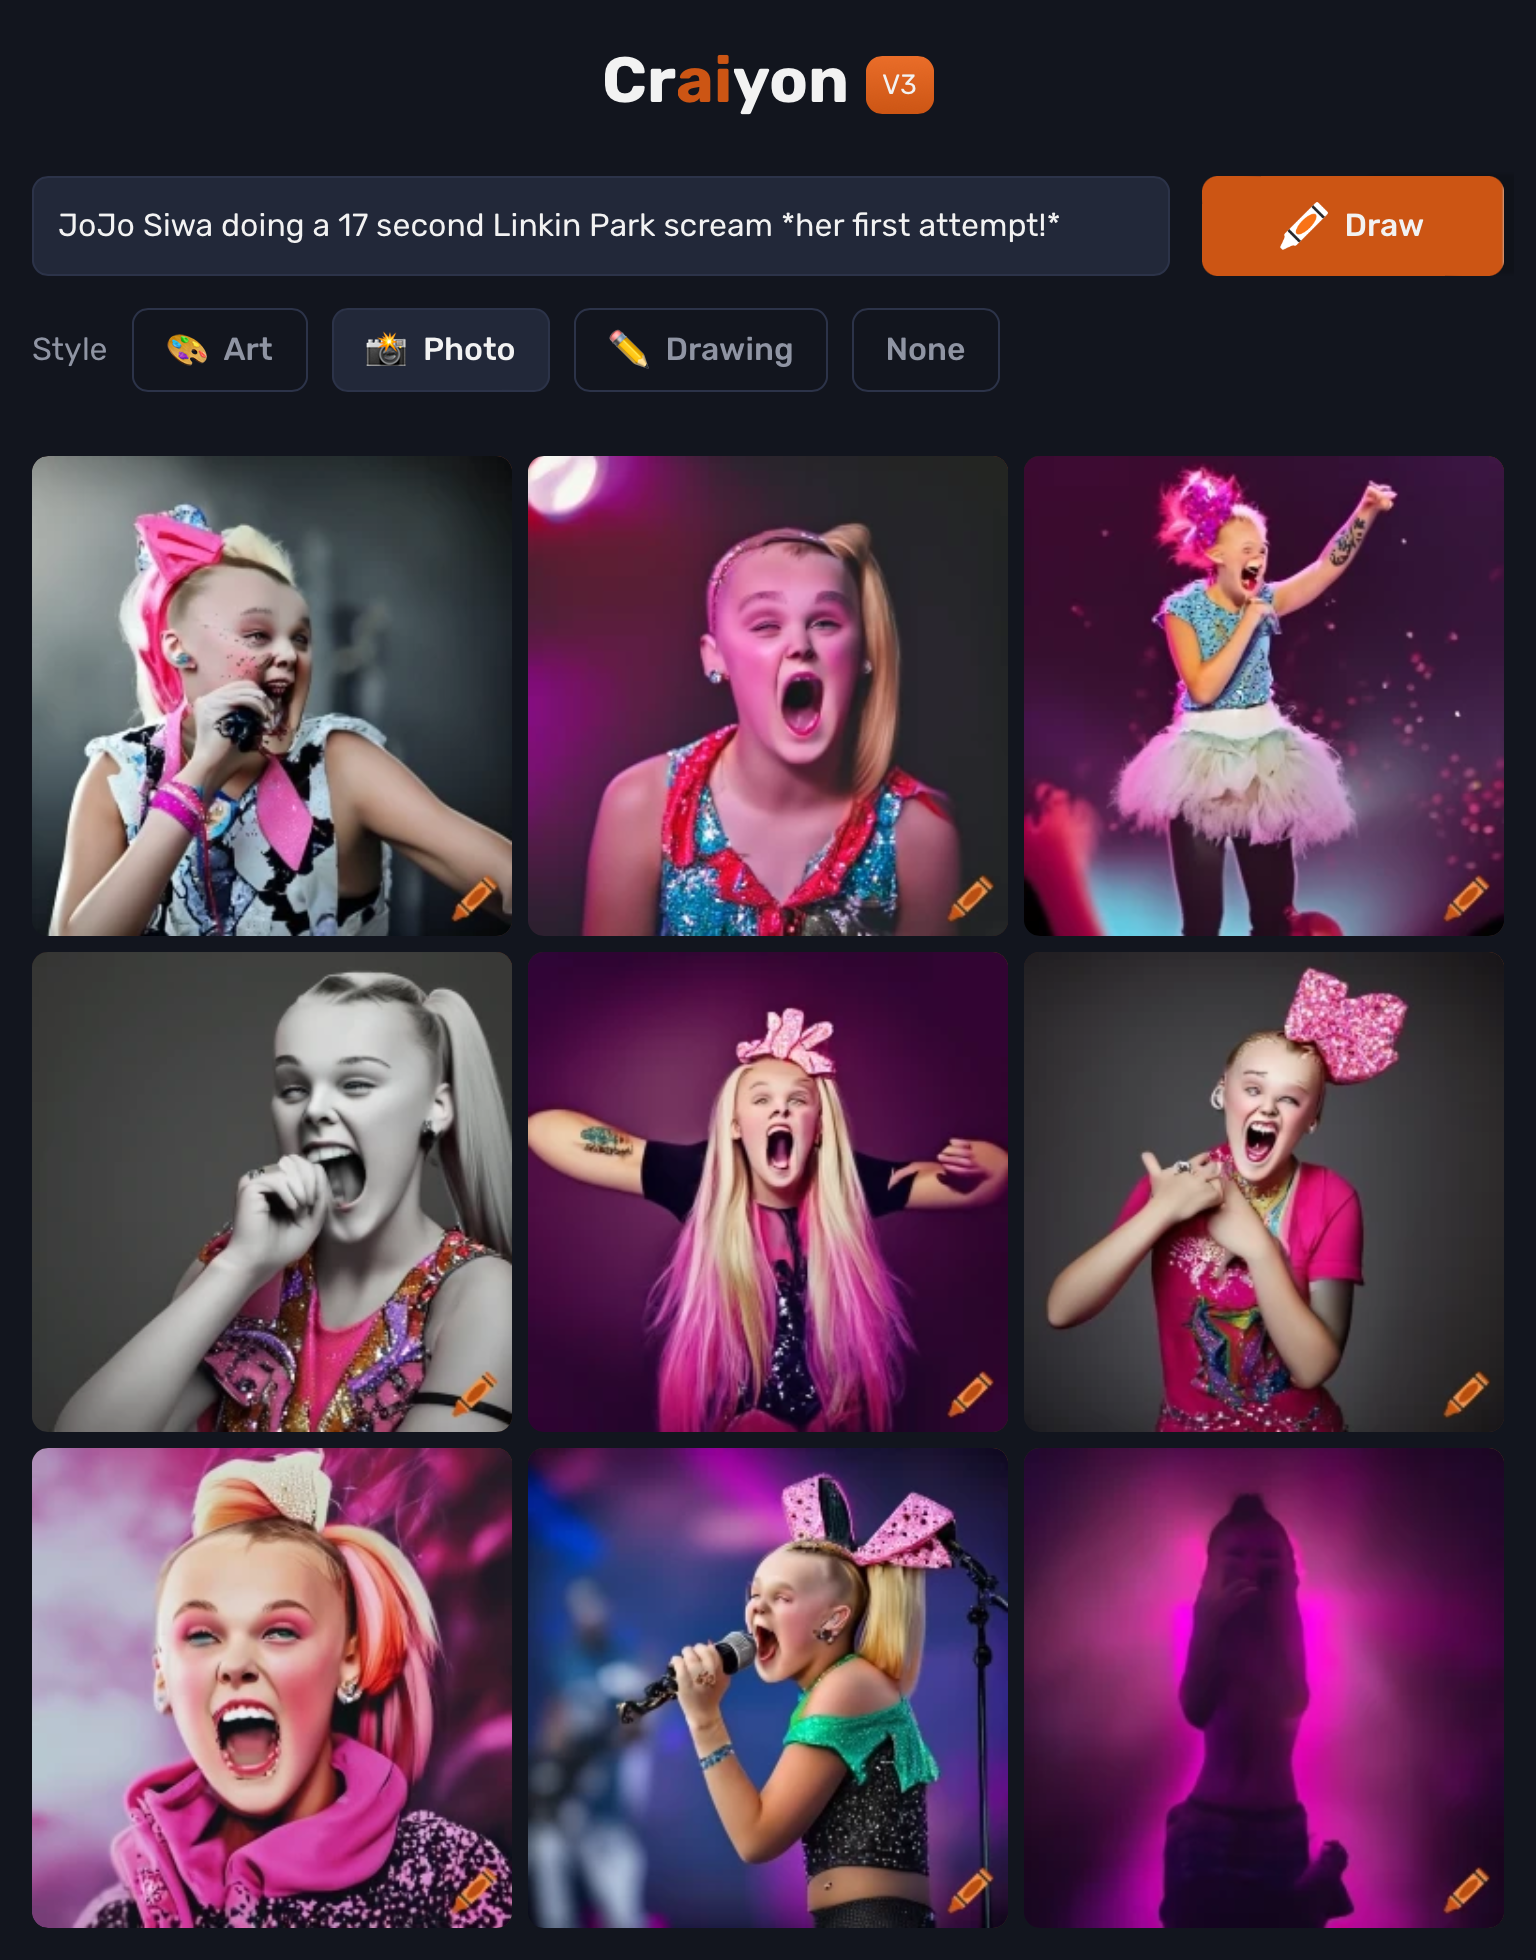 Craiyon V3
JoJo Siwa doing a 17 second Linkin Park scream *her first attempt!*
Draw
Style Art Photo Drawing None